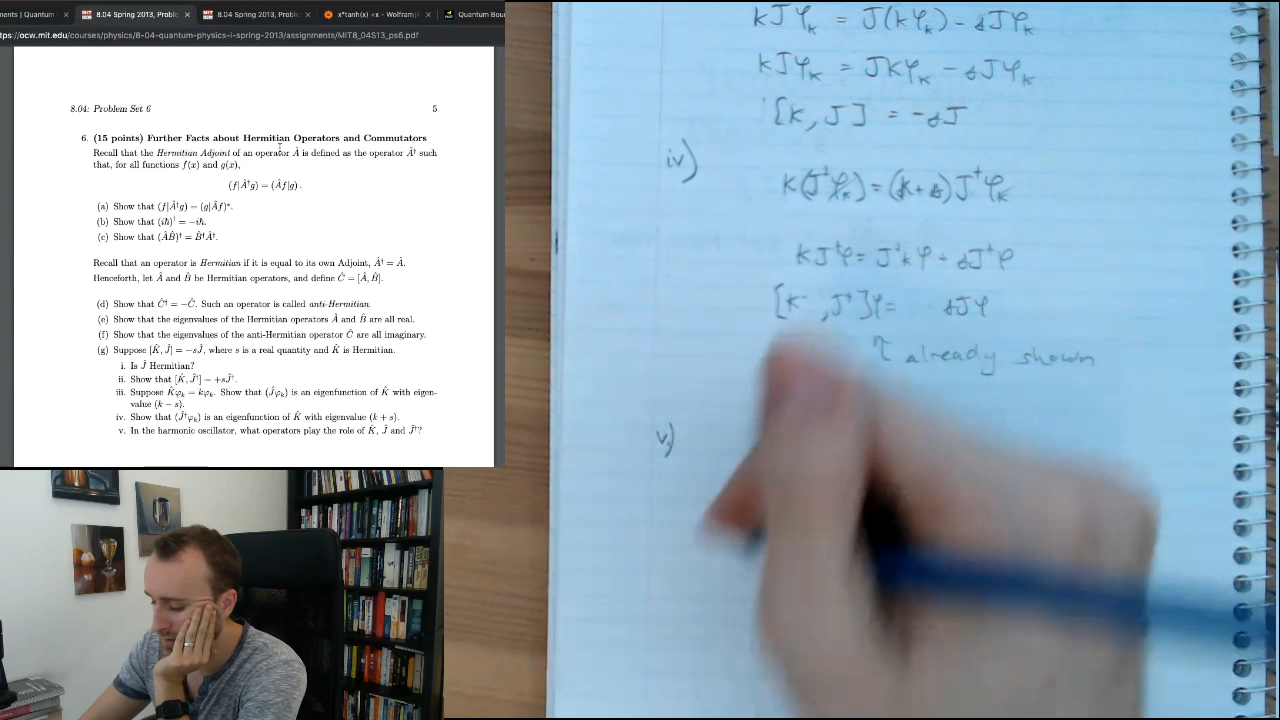 ments | Quantum
8.04 Spring 2013, Proble
8.04 Spring 2013, Proble
x*tanh(x) +x - Wolfram|
Quantum Bou
tps://ocw.mit.edu/courses/physics/8-04-quantum-physics-i-spring-2013/assignments/MIT8_04S13_ps6.pdf
8.04: Problem Set 6
5
6. (15 points) Further Facts about Hermitian Operators and Commutators
Recall that the Hermitian Adjoint of an operator Â is defined as the operator Â† such
that, for all functions f(x) and g(x),
(f|Â†g) = (Âf|g) .
(a) Show that (f|Â†g) = (g|Âf)*.
(b) Show that (iħ)† = −iħ.
(c) Show that (ÂB̂)† = B̂†Â†.
Recall that an operator is Hermitian if it is equal to its own Adjoint, Â† = Â.
Henceforth, let Â and B̂ be Hermitian operators, and define Ĉ = [Â, B̂].
(d) Show that Ĉ† = −Ĉ. Such an operator is called anti-Hermitian.
(e) Show that the eigenvalues of the Hermitian operators Â and B̂ are all real.
(f) Show that the eigenvalues of the anti-Hermitian operator Ĉ are all imaginary.
(g) Suppose [K̂, Ĵ] = −sĴ, where s is a real quantity and K̂ is Hermitian.
i. Is Ĵ Hermitian?
ii. Show that [K̂, Ĵ†] = +sĴ†.
iii. Suppose K̂φk = kφk. Show that (Ĵφk) is an eigenfunction of K̂ with eigen-
value (k − s).
iv. Show that (Ĵ†φk) is an eigenfunction of K̂ with eigenvalue (k + s).
v. In the harmonic oscillator, what operators play the role of K̂, Ĵ and Ĵ†?
KJφk = J(kφk) − sJφk
KJφk = JKφk − sJφk
[K, J] = −sJ
iv)
K(J†φk) = (k+s)J†φk
KJ†φ = J†kφ + sJ†φ
[K, J†]φ = sJφ
↑ already shown
v)